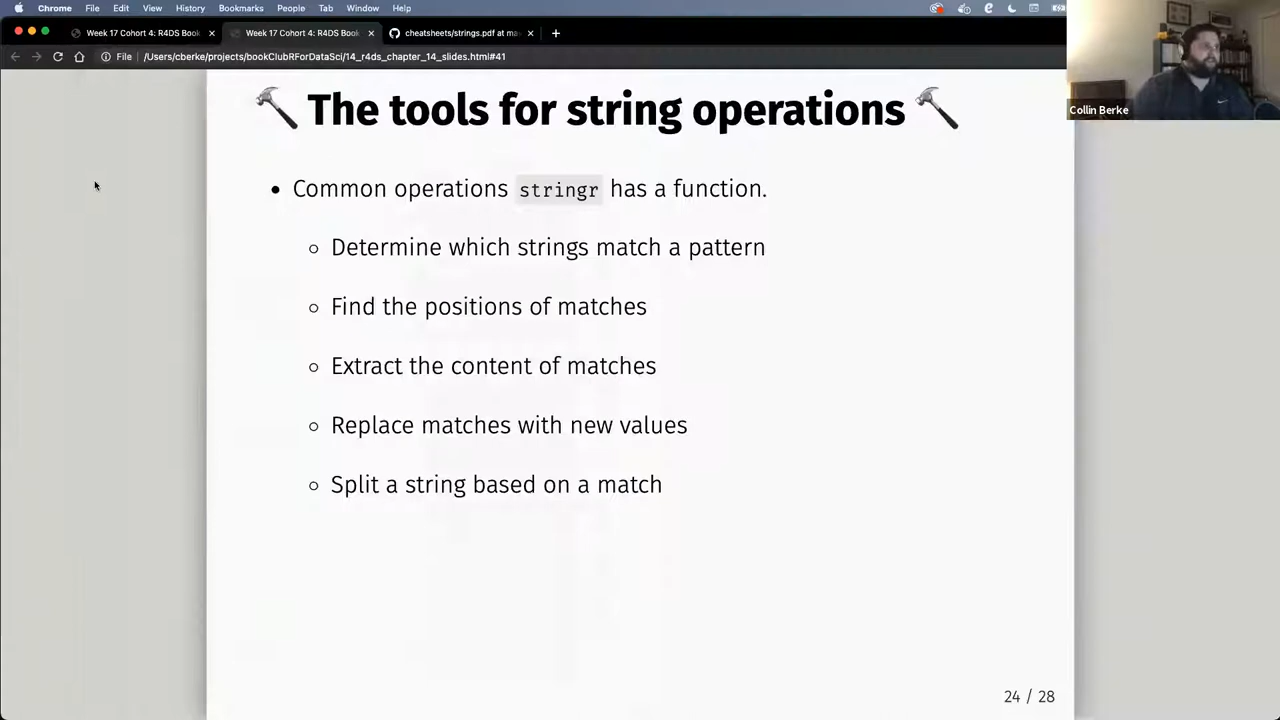 Chrome File Edit View History Bookmarks People Tab Window Help
Week 17 Cohort 4: R4DS Book × Week 17 Cohort 4: R4DS Book × cheatsheets/strings.pdf at ma × +
File /Users/cberke/projects/bookClubRForDataSci/14_r4ds_chapter_14_slides.html#41
Collin Berke
The tools for string operations
• Common operations stringr has a function.
Determine which strings match a pattern
Find the positions of matches
Extract the content of matches
Replace matches with new values
Split a string based on a match
24 / 28